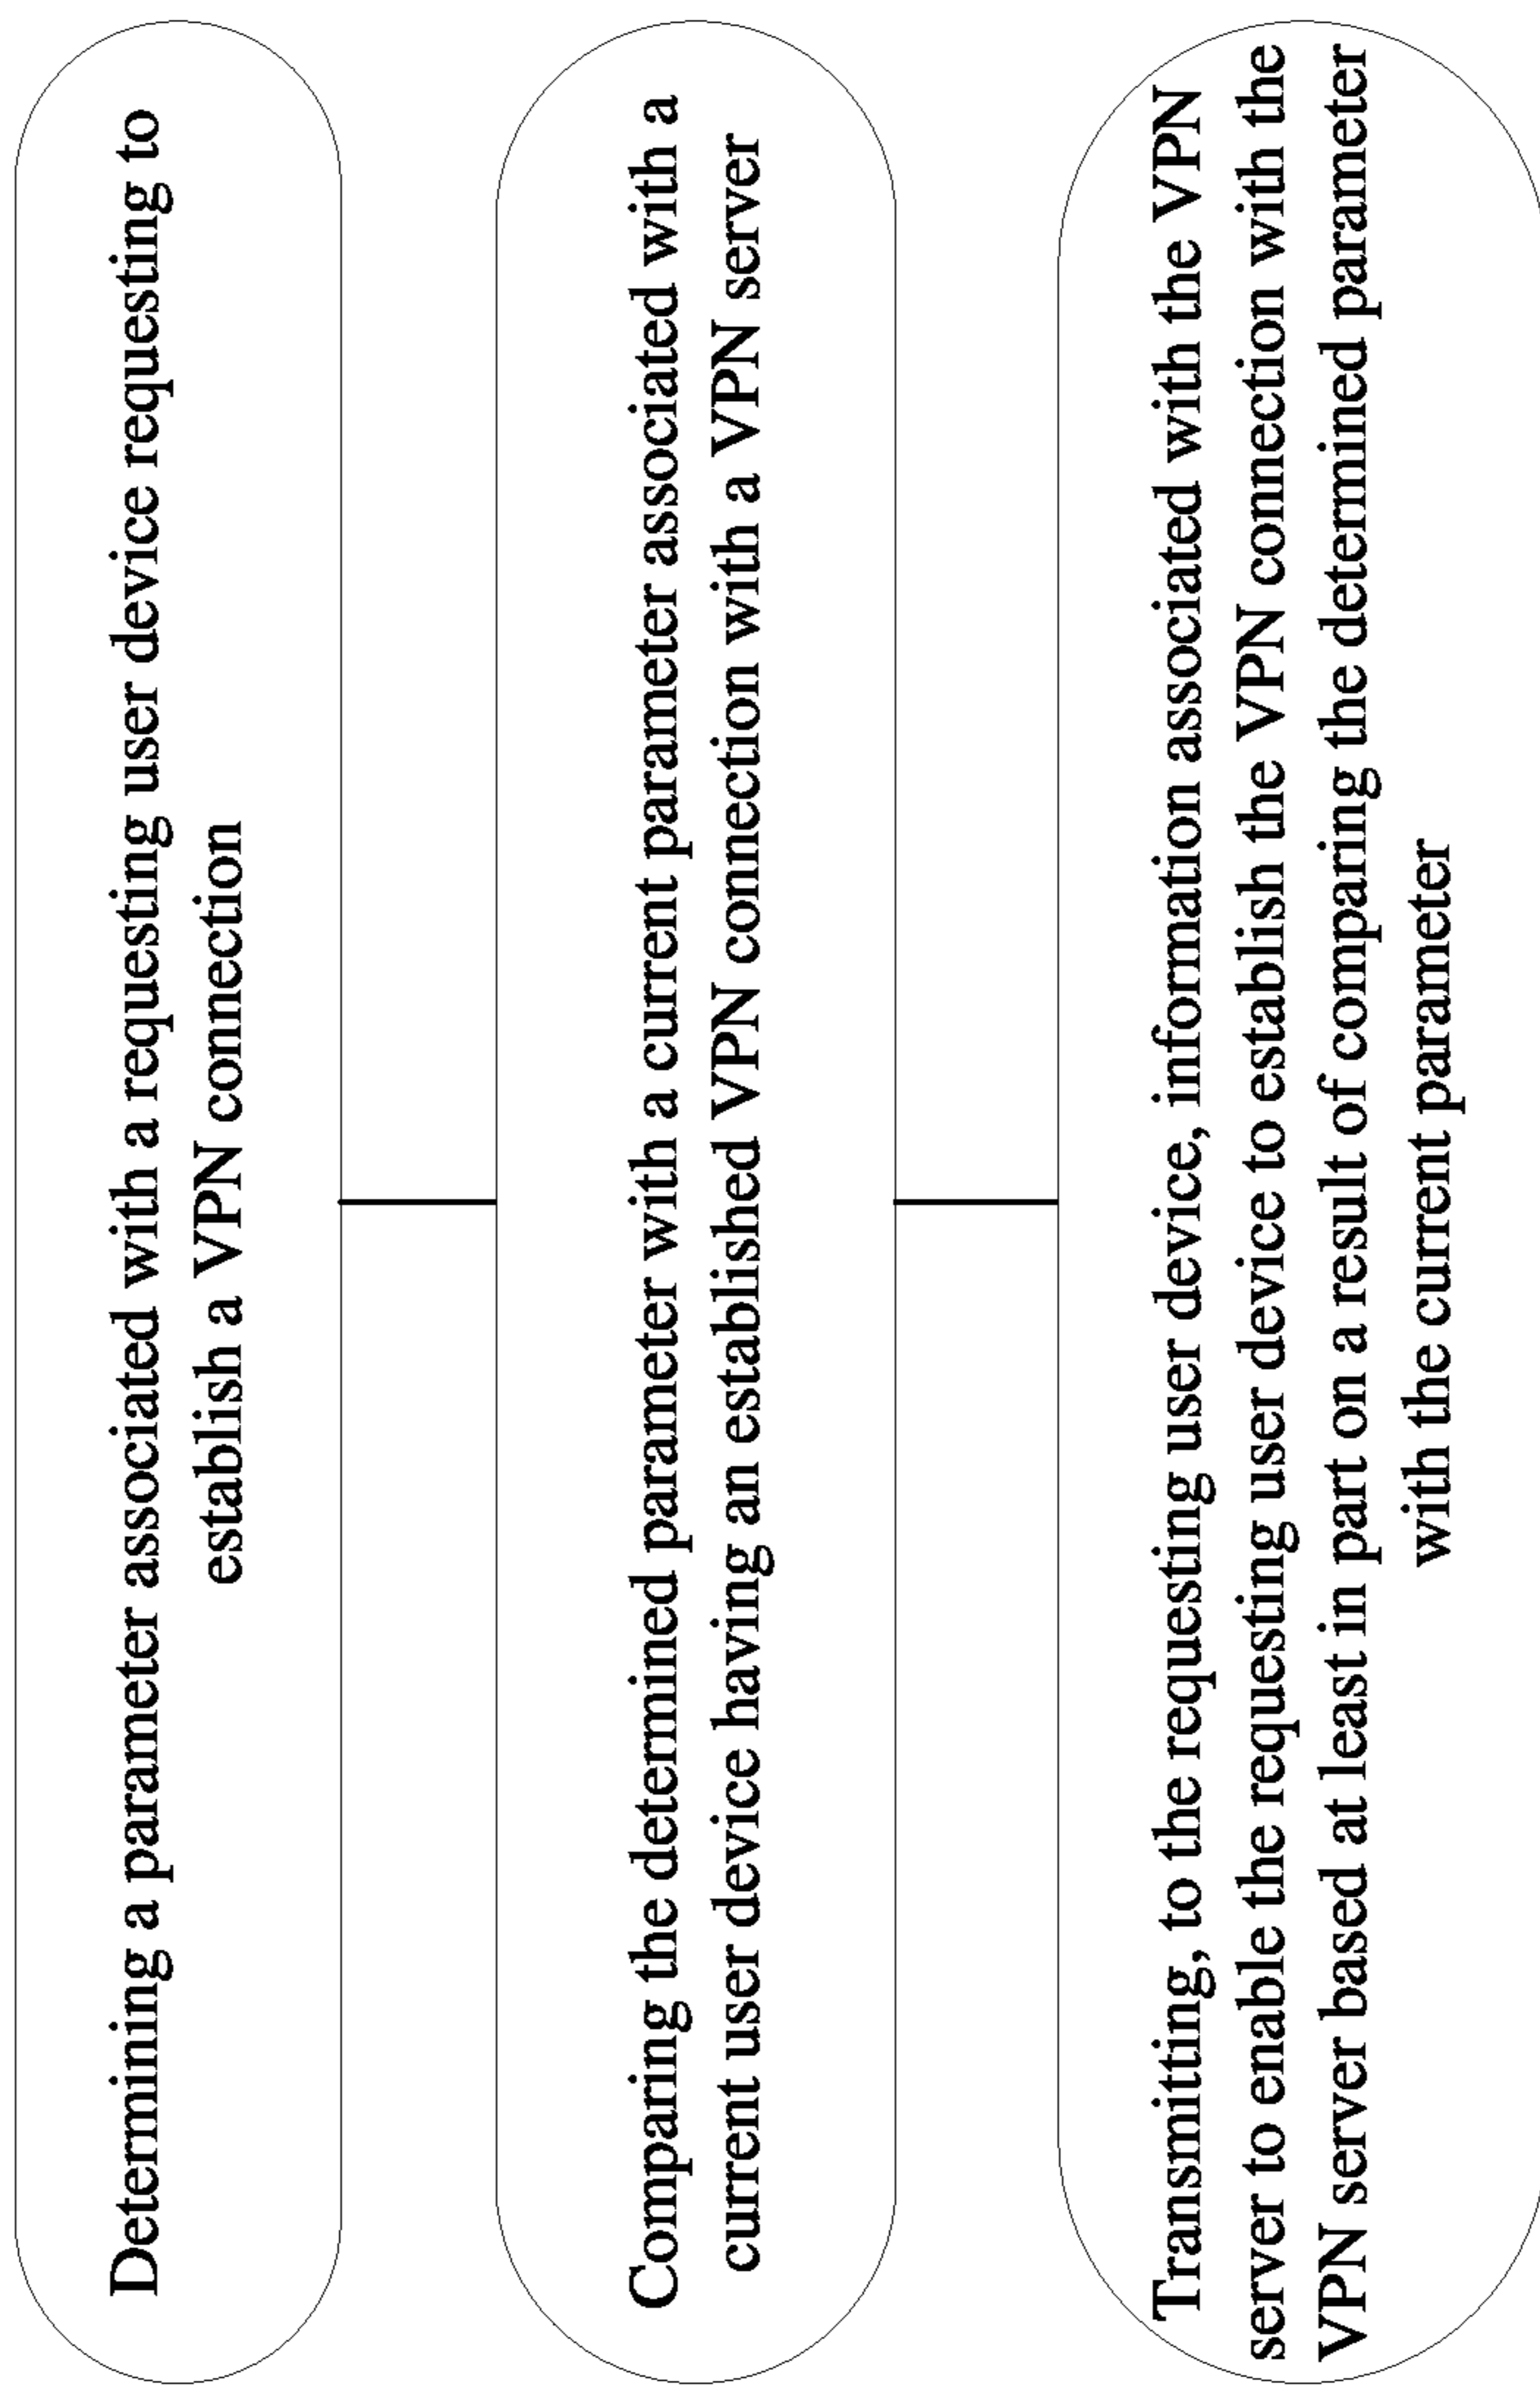 Determining a parameter associated with a requesting user device requesting to
establish a VPN connection
Comparing the determined parameter with a current parameter associated with a
current user device having an established VPN connection with a VPN server
Transmitting, to the requesting user device, information associated with the VPN
server to enable the requesting user device to establish the VPN connection with the
VPN server based at least in part on a result of comparing the determined parameter
with the current parameter